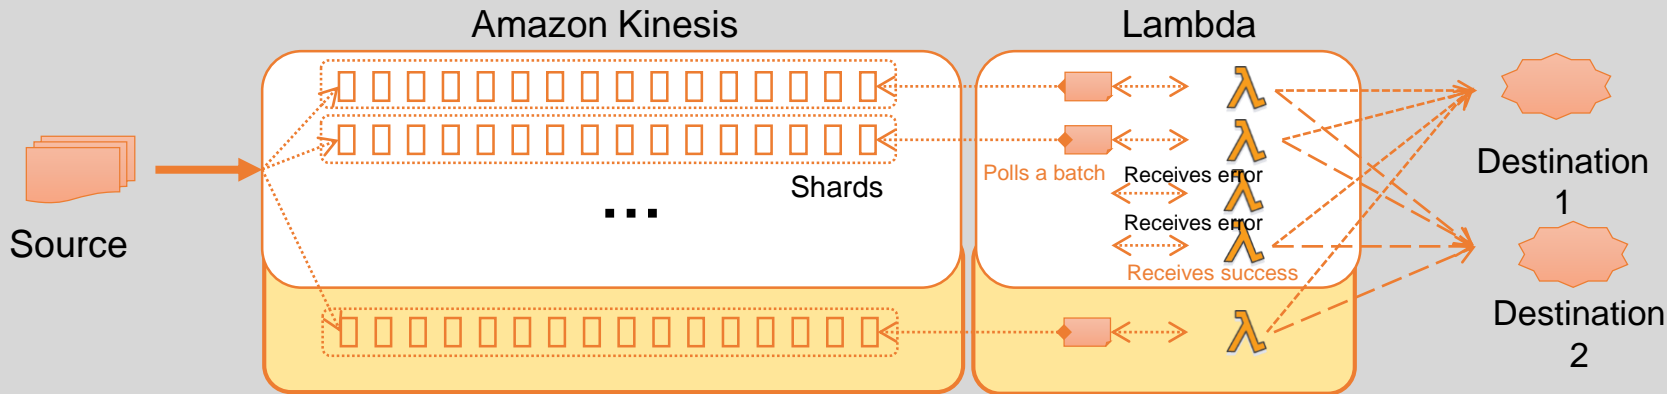 Amazon Kinesis
Lambda
Source
Shards
...
Polls a batch
Receives error
Receives error
Receives success
Destination
1
Destination
2